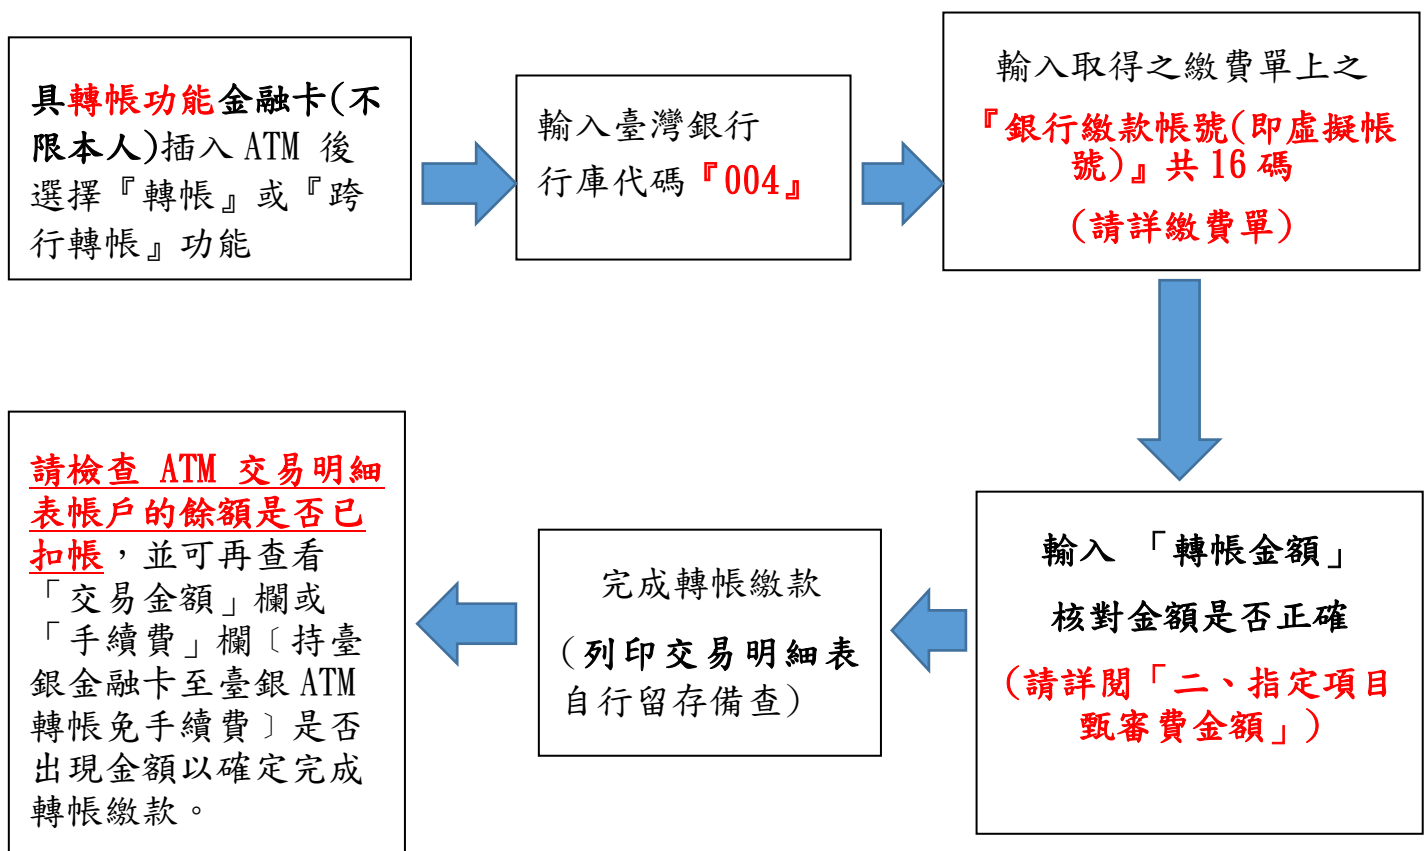 具轉帳功能金融卡(不
限本人)插入 ATM 後
選擇『轉帳』或『跨
行轉帳』功能
輸入臺灣銀行
行庫代碼『004』
輸入取得之繳費單上之
『銀行繳款帳號(即虛擬帳
號)』共 16 碼
(請詳繳費單)
輸入 「轉帳金額」
核對金額是否正確
(請詳閱「二、指定項目
甄審費金額」)
完成轉帳繳款
(列印交易明細表
自行留存備查)
請檢查 ATM 交易明細
表帳戶的餘額是否已
扣帳，並可再查看
「交易金額」欄或
「手續費」欄〔持臺
銀金融卡至臺銀 ATM
轉帳免手續費〕是否
出現金額以確定完成
轉帳繳款。